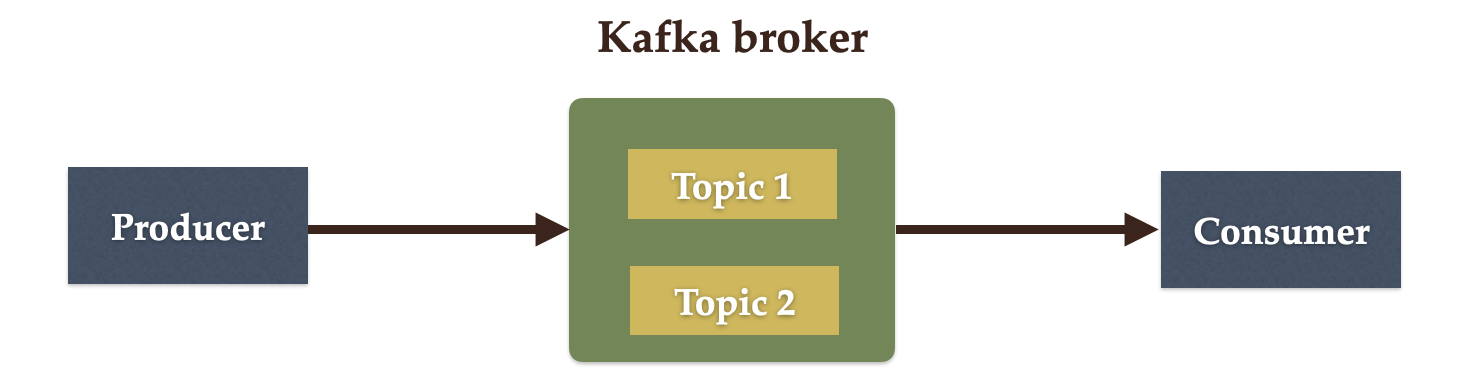 Kafka broker
Producer
Topic 1
Topic 2
Consumer